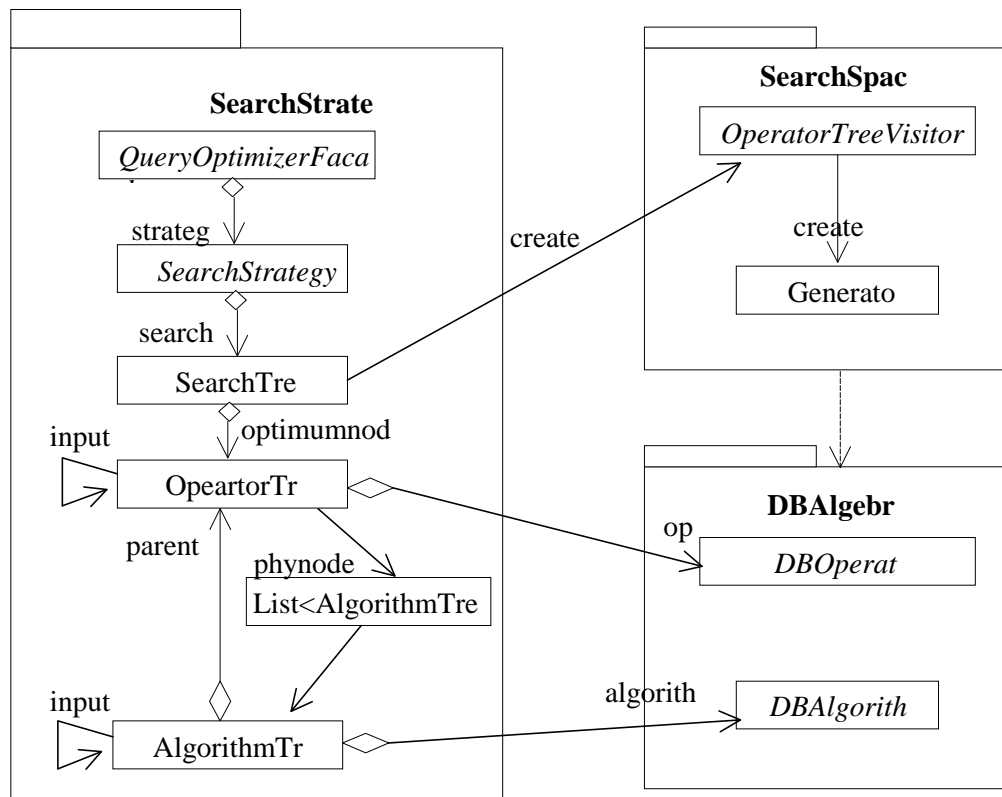 SearchStrate
QueryOptimizerFaca
strateg
SearchStrategy
search
SearchTre
optimumnod
input
OpeartorTr
parent
phynode
List<AlgorithmTre
input
AlgorithmTr
create
op
algorith
SearchSpac
OperatorTreeVisitor
create
Generato
DBAlgebr
DBOperat
DBAlgorith